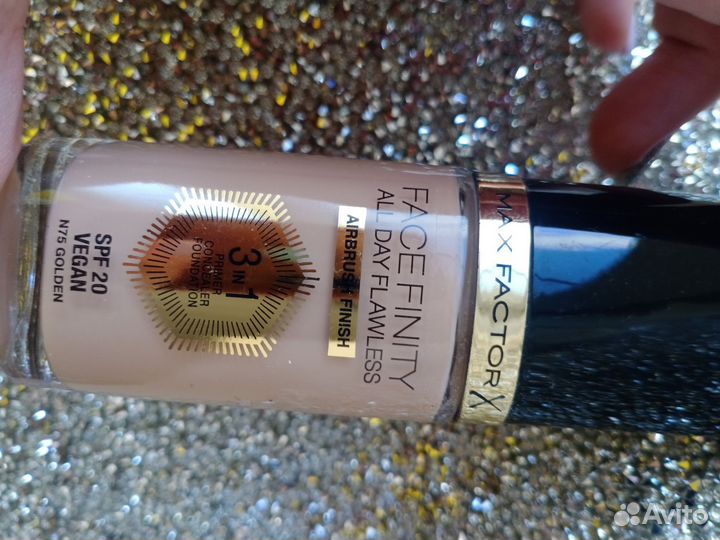 MAX FACTOR X
FACEFINITY
ALL DAY FLAWLESS
AIRBRUSH FINISH
3 IN 1
PRIMER
CONCEALER
FOUNDATION
SPF 20
VEGAN
N75 GOLDEN
Avito